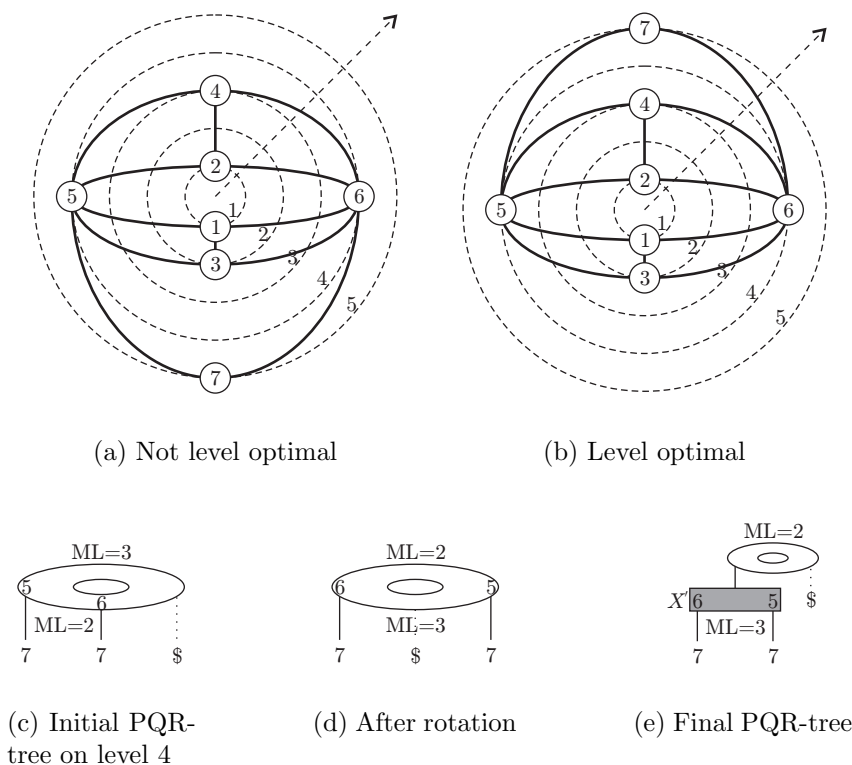 4
2
5
6
1
1
2
3
3
4
5
7
(a) Not level optimal
7
4
2
5
6
1
1
2
3
3
4
5
(b) Level optimal
ML=3
5
6
ML=2
7 7 $
(c) Initial PQR-
tree on level 4
ML=2
6 5
ML=3
7 $ 7
(d) After rotation
ML=2
X' 6 5 $
ML=3
7 7
(e) Final PQR-tree